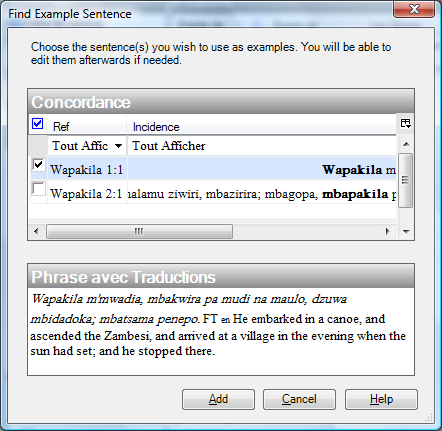 Find Example Sentence
Choose the sentence(s) you wish to use as examples. You will be able to
edit them afterwards if needed.
Concordance
Ref Incidence
Tout Affic Tout Afficher
Wapakila 1:1 Wapakila
Wapakila 2:1 ziwiri, mbazirira; mbagopa, mbapakila
Phrase avec Traductions
Wapakila m'mwadia, mbakwira pa mudi na maulo, dzuwa
mbidadoka; mbatsama penepo. FT en He embarked in a canoe, and
ascended the Zambesi, and arrived at a village in the evening when the
sun had set; and he stopped there.
Add Cancel Help